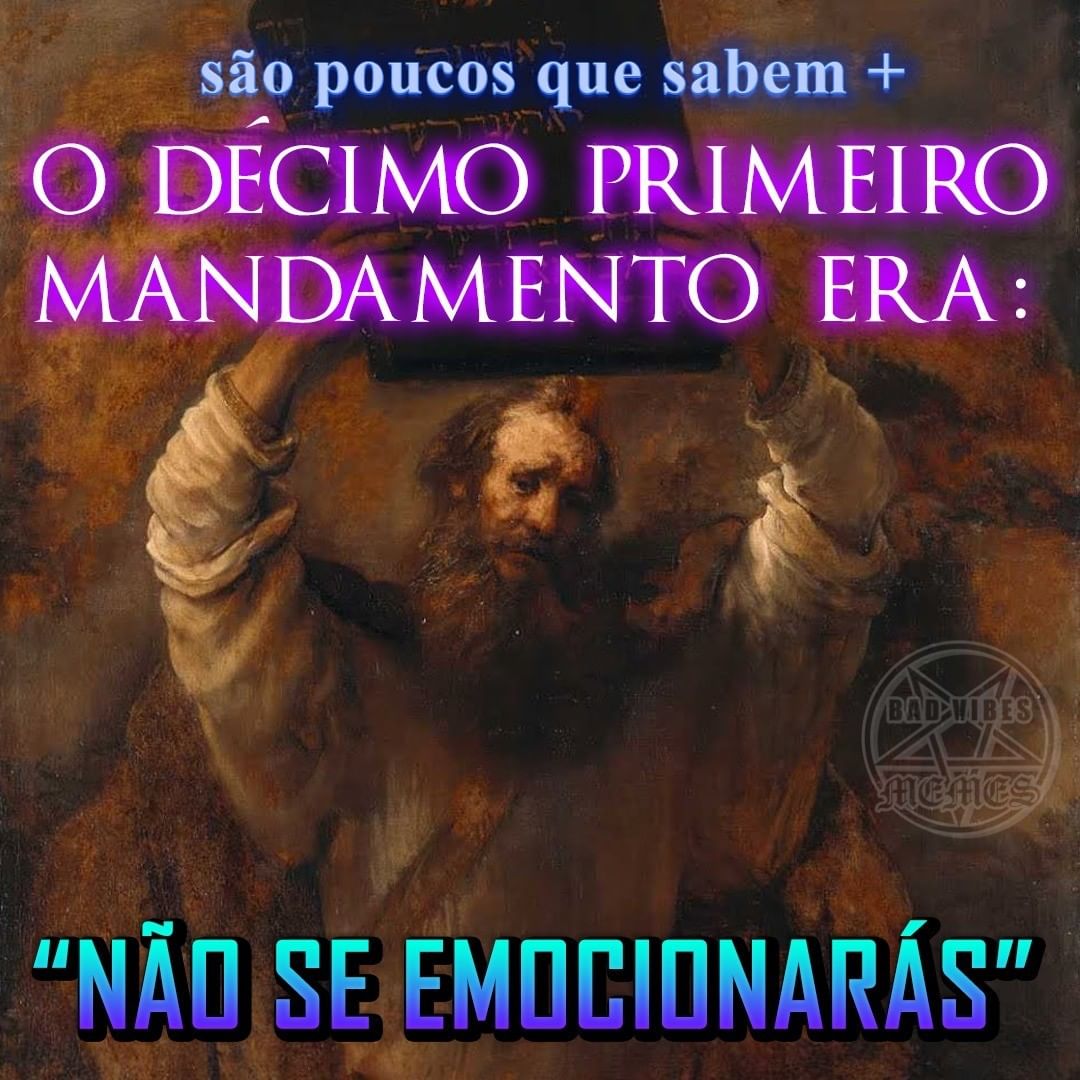 são poucos que sabem +
O DÉCIMO PRIMEIRO
MANDAMENTO ERA:
BAD VIBES
MEMES
“NÃO SE EMOCIONARÁS”